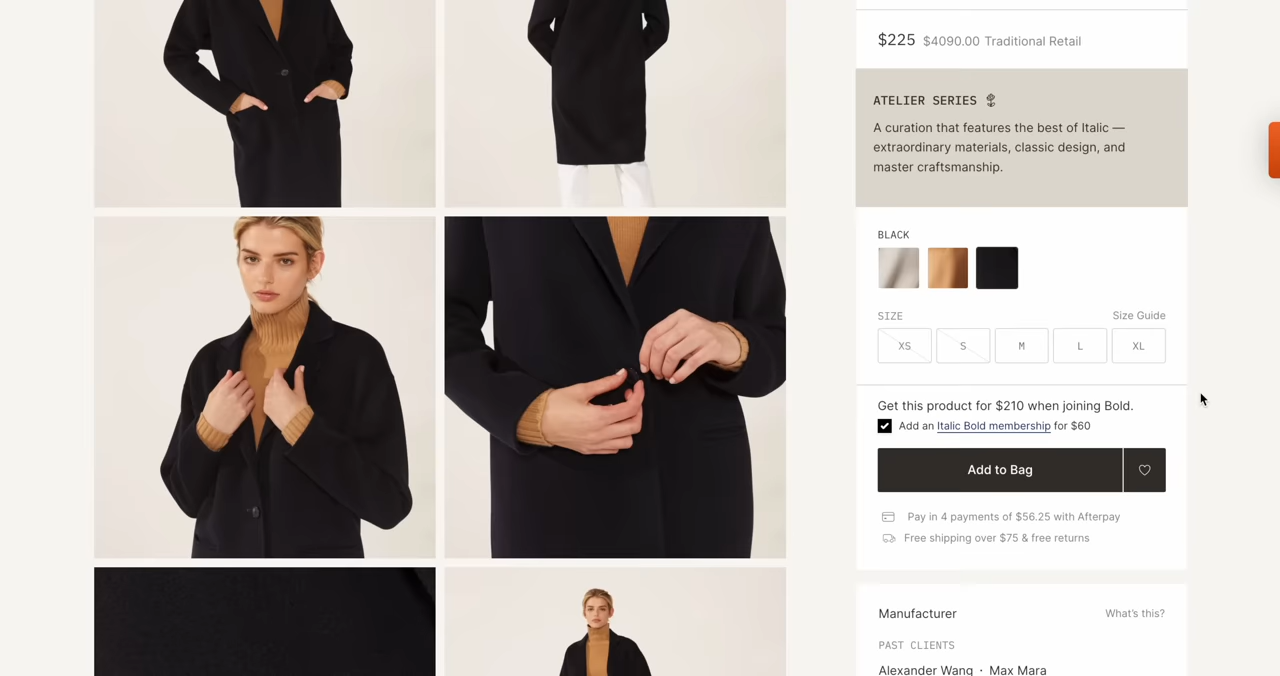 $225 $4090.00 Traditional Retail
ATELIER SERIES
A curation that features the best of Italic —
extraordinary materials, classic design, and
master craftsmanship.
BLACK
SIZE Size Guide
XS S M L XL
Get this product for $210 when joining Bold.
Add an Italic Bold membership for $60
Add to Bag
Pay in 4 payments of $56.25 with Afterpay
Free shipping over $75 & free returns
Manufacturer What's this?
PAST CLIENTS
Alexander Wang · Max Mara